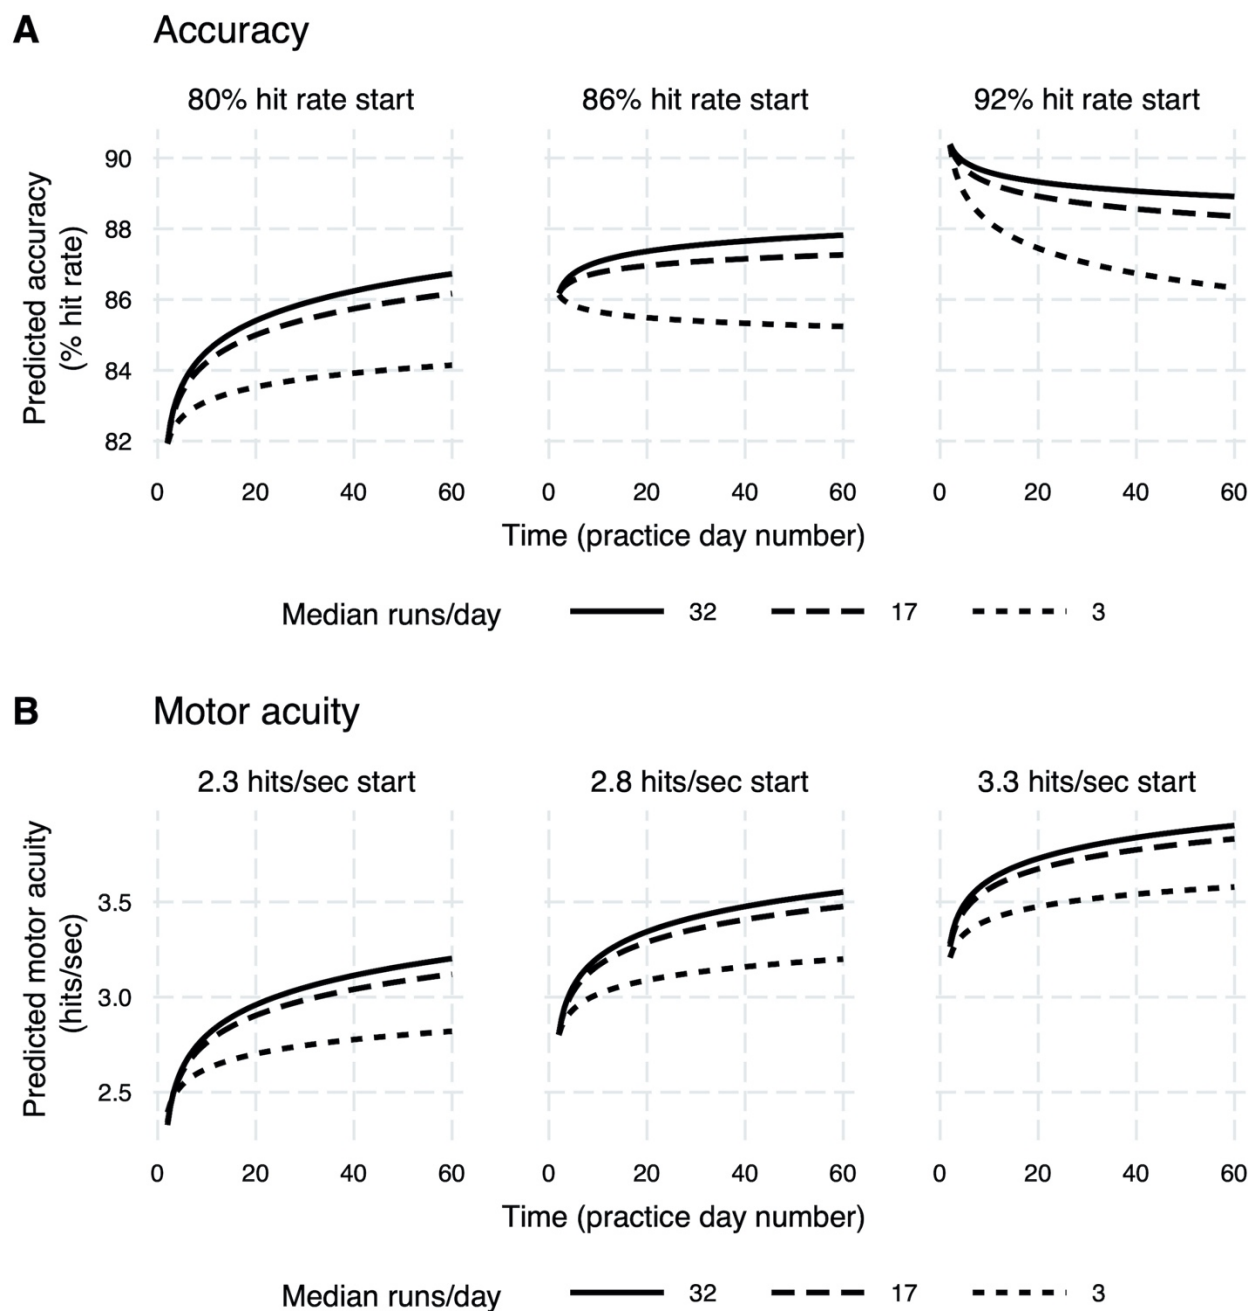 A Accuracy
80% hit rate start 86% hit rate start 92% hit rate start
Predicted accuracy
(% hit rate)
90
88
86
84
82
0 20 40 60 0 20 40 60 0 20 40 60
Time (practice day number)
Median runs/day 32 17 3
B Motor acuity
2.3 hits/sec start 2.8 hits/sec start 3.3 hits/sec start
Predicted motor acuity
(hits/sec)
3.5
3.0
2.5
0 20 40 60 0 20 40 60 0 20 40 60
Time (practice day number)
Median runs/day 32 17 3